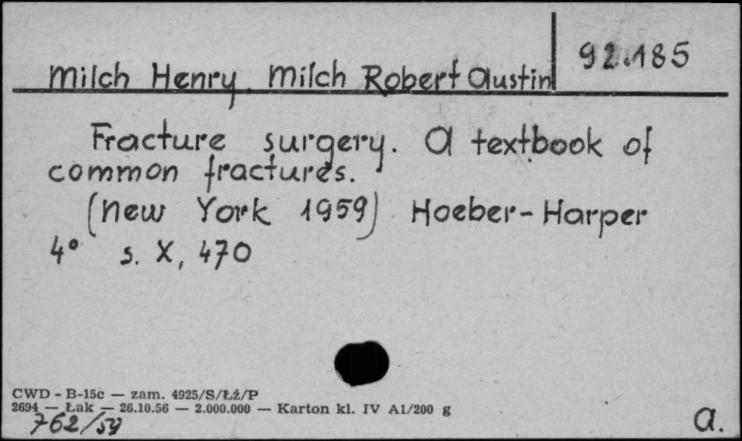 92.185
Milch Henry, Milch Robert Austin
Fracture surgery. A textbook of
common fractures.
(New York 1959) Hoeber-Harper
4° s. X, 470
CWD - B-15c — zam. 4925/S/Łź/P
2694 — Łak — 26.10.56 — 2.000.000 — Karton kl. IV A1/200 g
762/59
a.